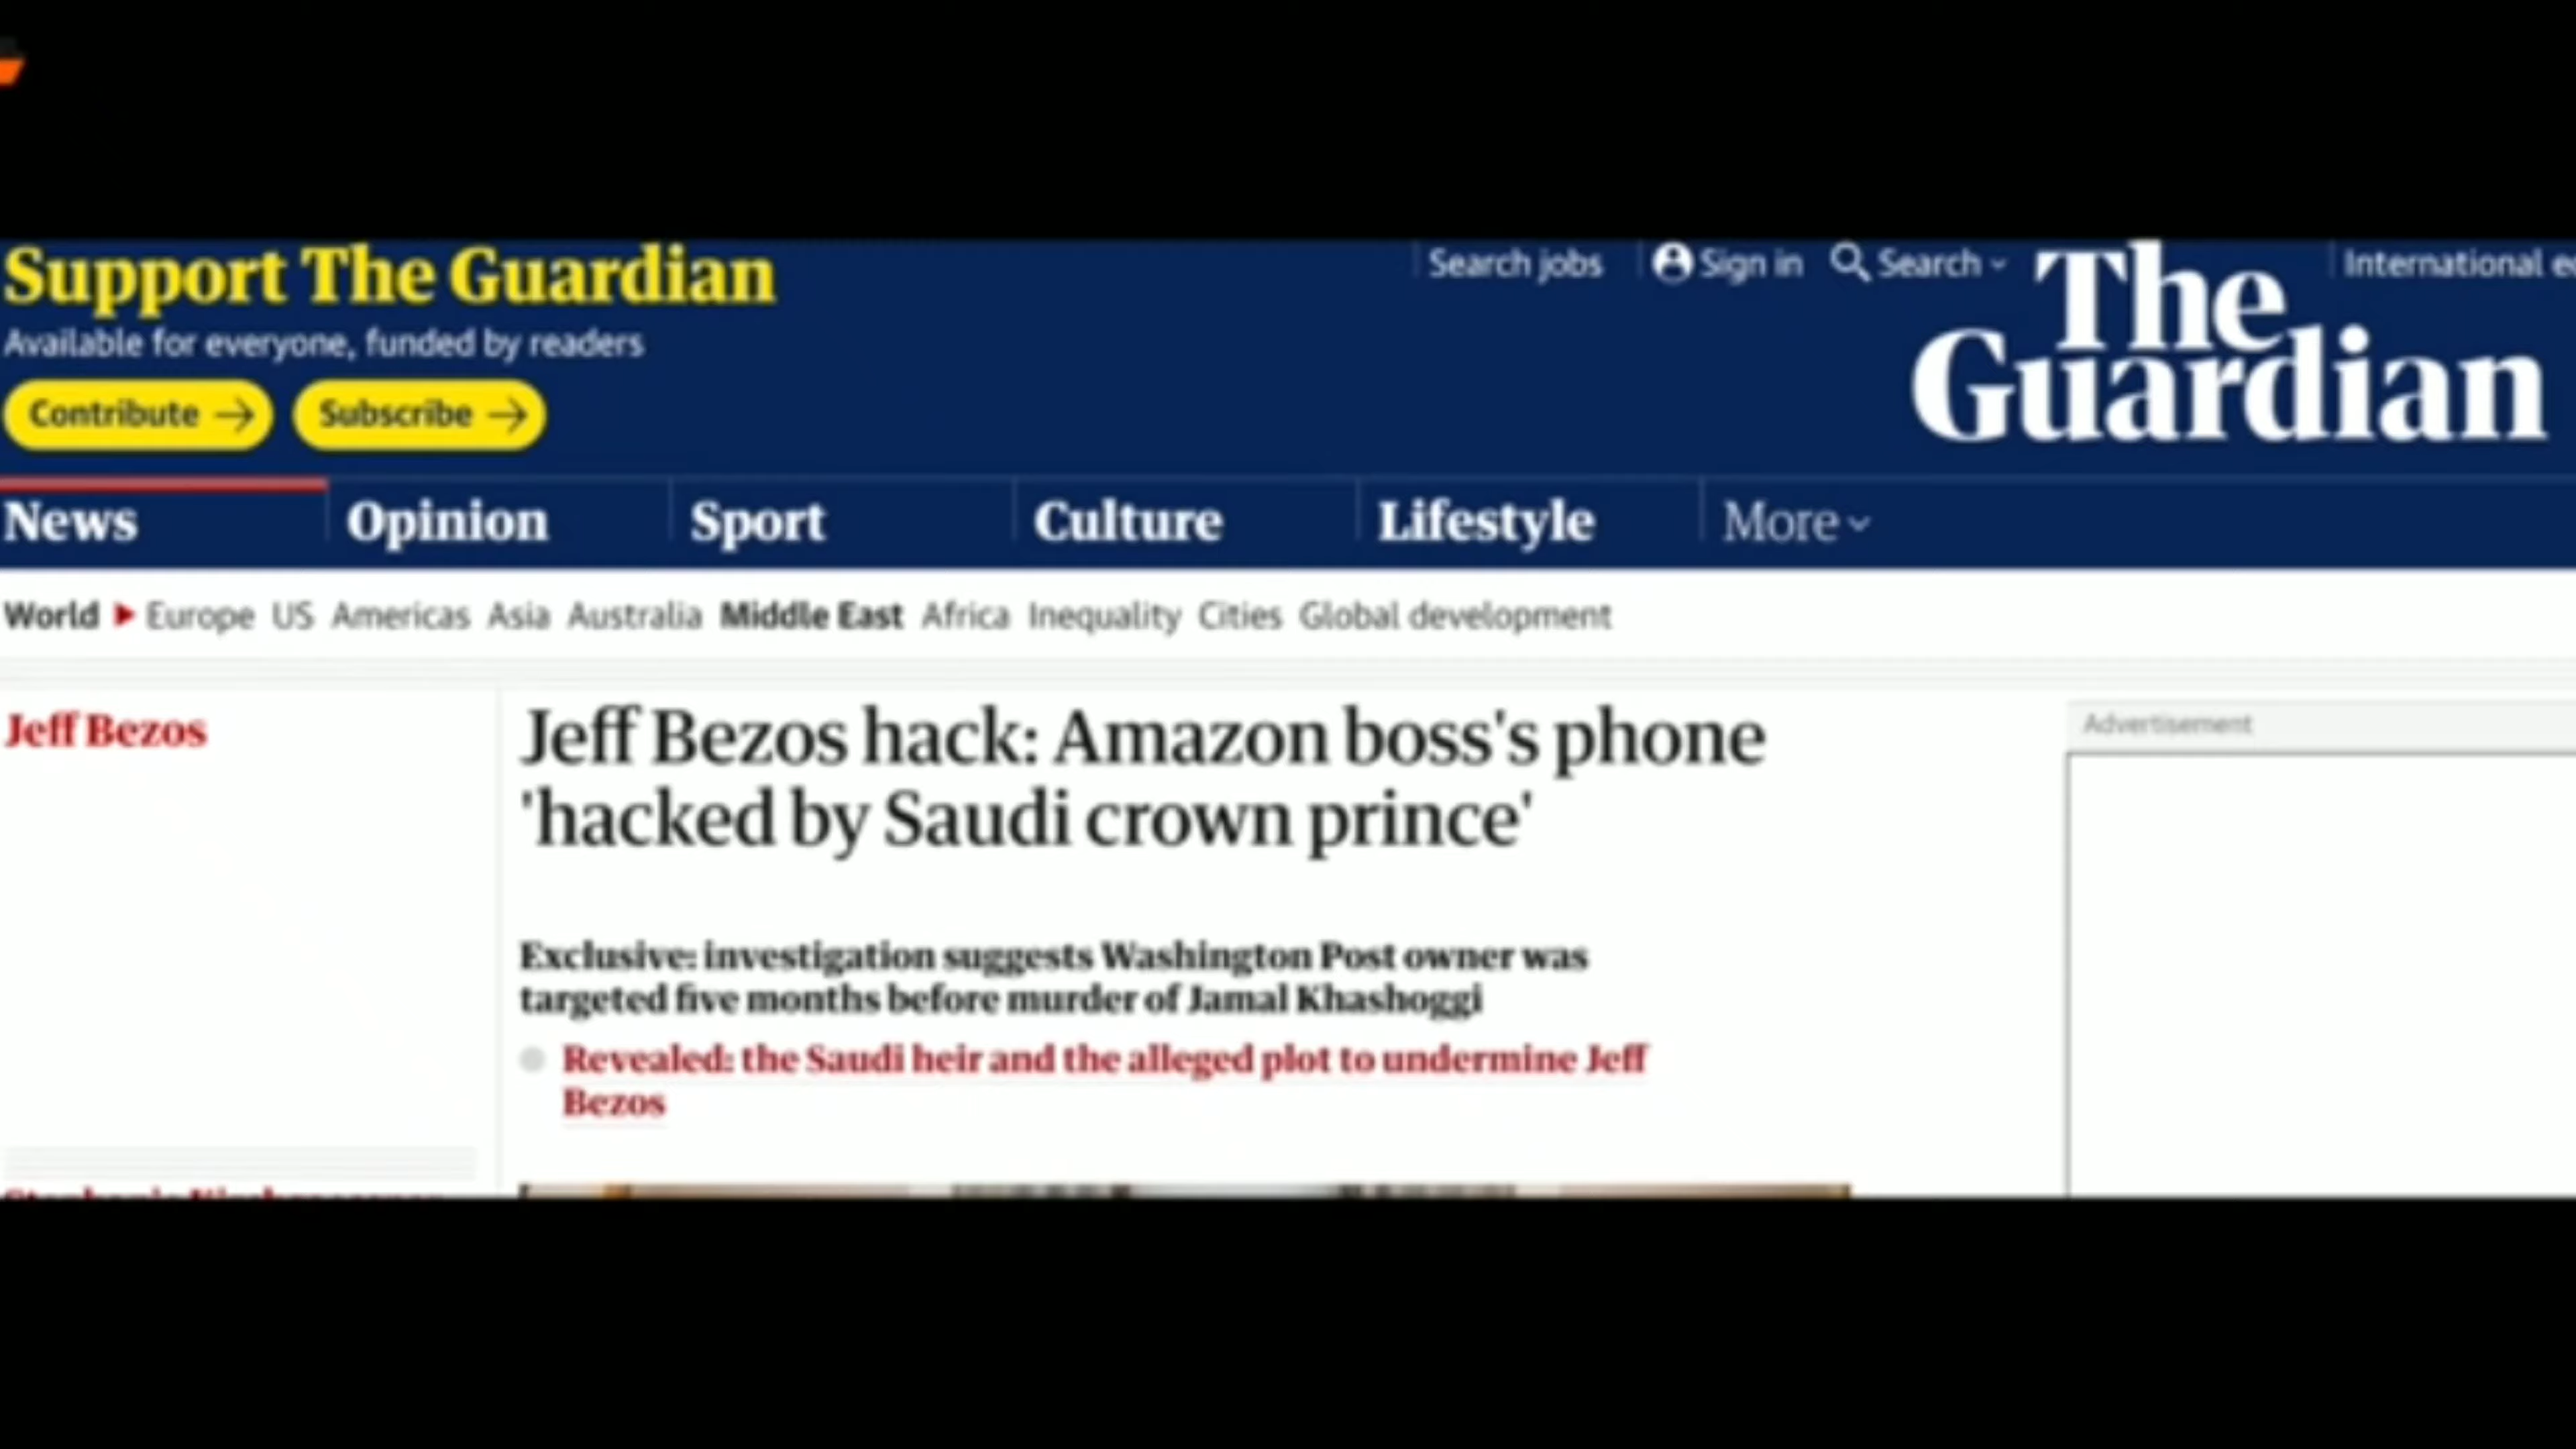 Support The Guardian
Available for everyone, funded by readers
Contribute →
Subscribe →
Search jobs
Sign in
Search
International
The
Guardian
News
Opinion
Sport
Culture
Lifestyle
More
World
Europe US Americas Asia Australia Middle East Africa Inequality Cities Global development
Jeff Bezos
Jeff Bezos hack: Amazon boss's phone
'hacked by Saudi crown prince'
Exclusive: investigation suggests Washington Post owner was
targeted five months before murder of Jamal Khashoggi
Revealed: the Saudi heir and the alleged plot to undermine Jeff
Bezos
Advertisement